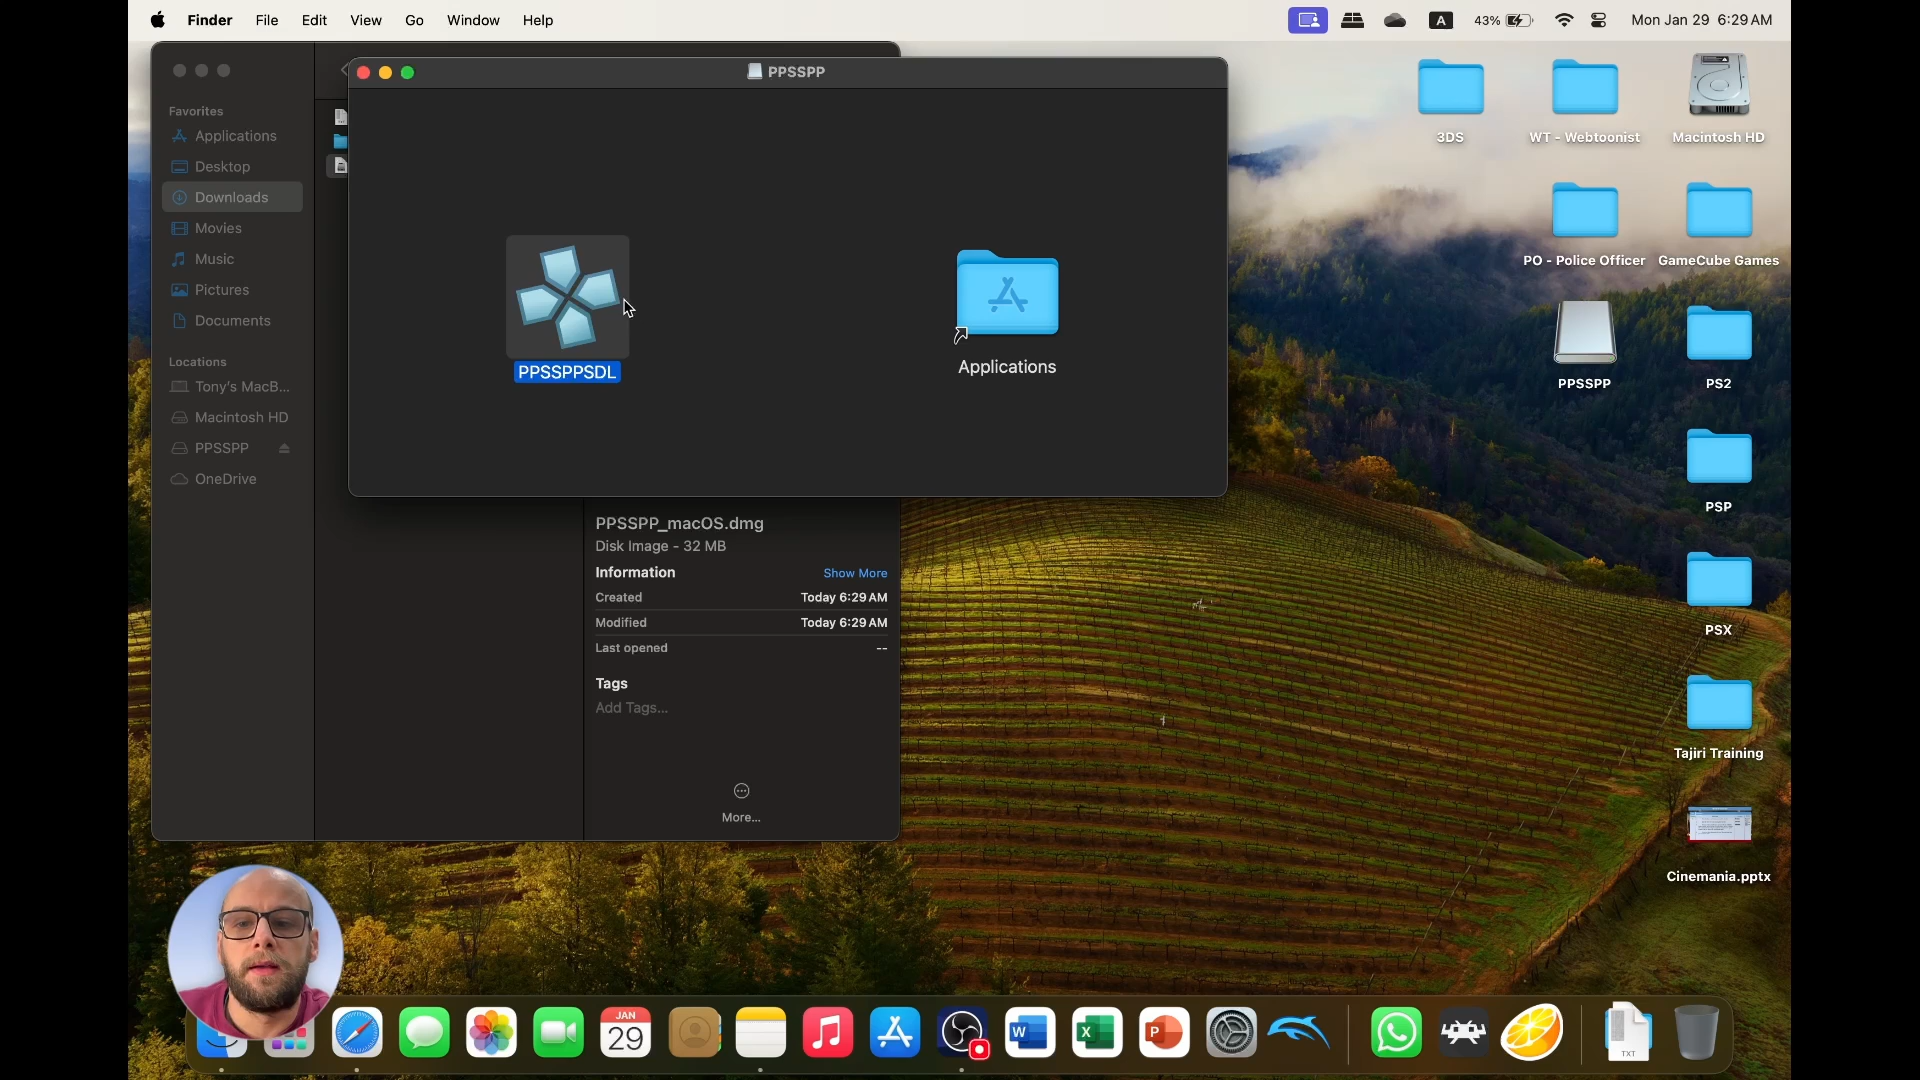 Finder File Edit View Go Window Help
A 43% Mon Jan 29 6:29 AM
PPSSPP
Favorites
Applications
Desktop
Downloads
Movies
Music
Pictures
Documents
Locations
Tony's MacB...
Macintosh HD
PPSSPP
OneDrive
PPSSPPSDL
Applications
PPSSPP_macOS.dmg
Disk Image - 32 MB
Information Show More
Created Today 6:29 AM
Modified Today 6:29 AM
Last opened --
Tags
Add Tags...
More...
3DS WT - Webtoonist Macintosh HD
PO - Police Officer GameCube Games
PPSSPP PS2
PSP
PSX
Tajiri Training
Cinemania.pptx
JAN
29
W
X
P
TXT